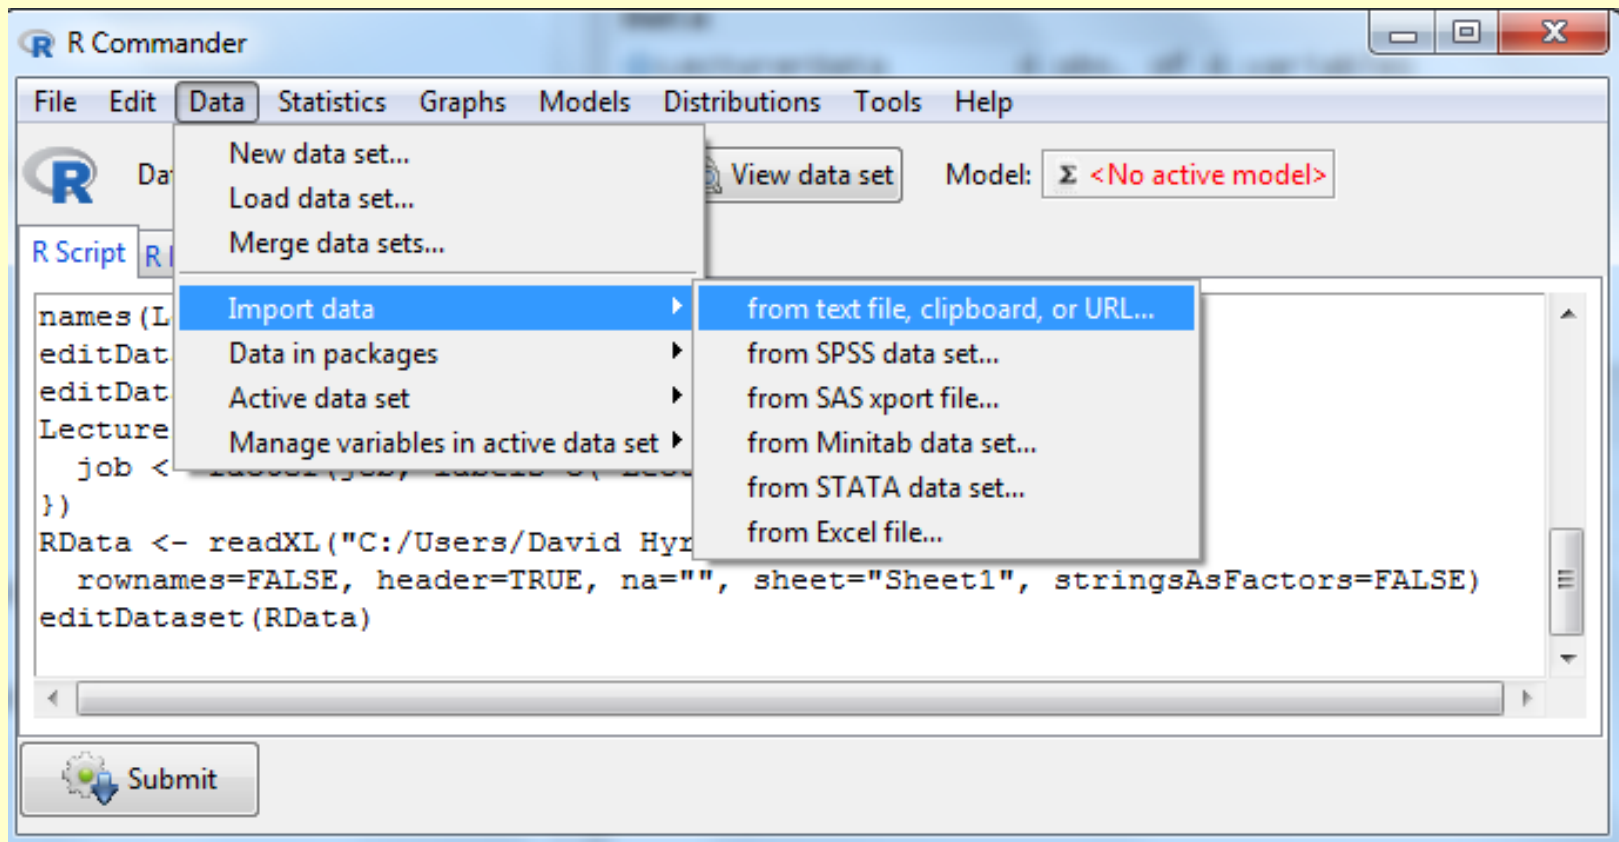 R Commander
File Edit Data Statistics Graphs Models Distributions Tools Help
New data set...
Load data set...
Merge data sets...
Import data
Data in packages
Active data set
Manage variables in active data set
from text file, clipboard, or URL...
from SPSS data set...
from SAS xport file...
from Minitab data set...
from STATA data set...
from Excel file...
R Da View data set Model: Σ <No active model>
R Script R
names(L
editDat
editDat
Lecture
job <
})
RData <- readXL("C:/Users/David Hyr
rownames=FALSE, header=TRUE, na="", sheet="Sheet1", stringsAsFactors=FALSE)
editDataset(RData)
Submit